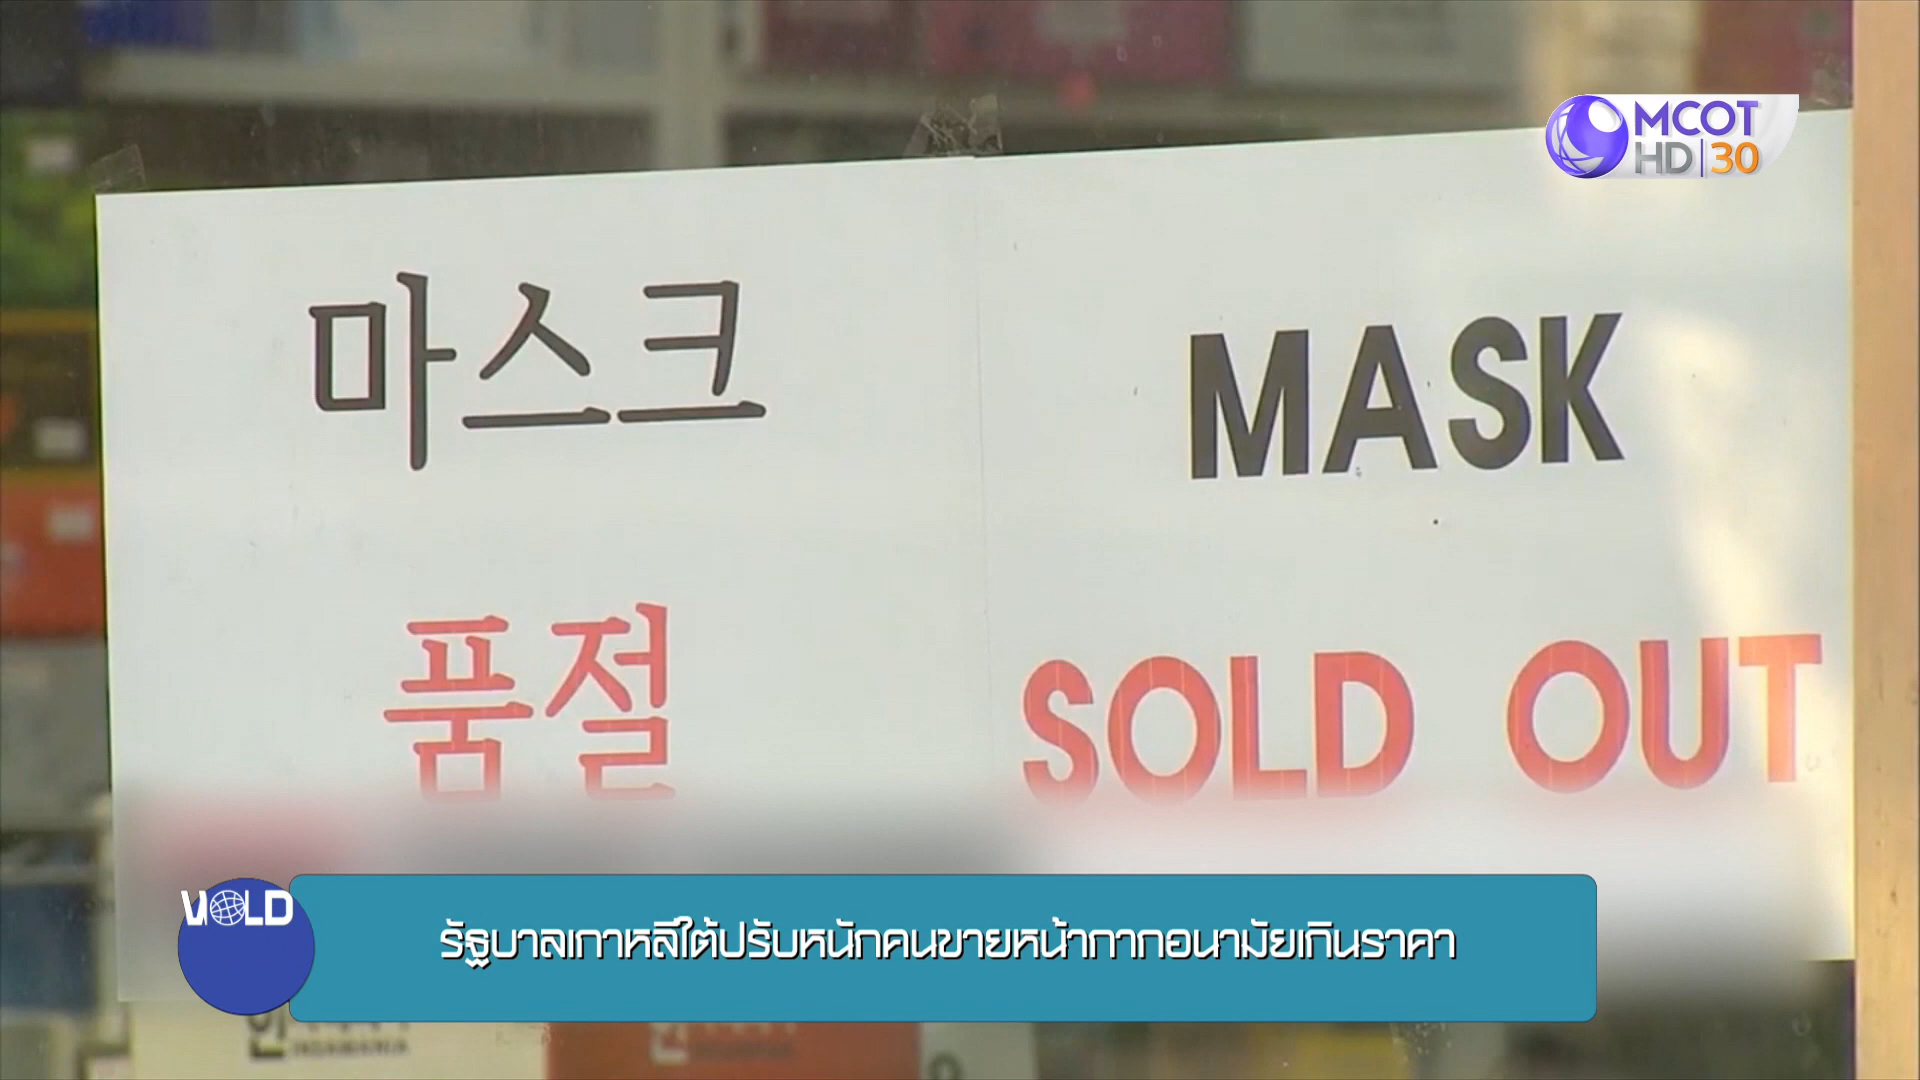 MCOT
HD 30
마스크
MASK
품절
SOLD OUT
WORLD
รัฐบาลเกาหลีใต้ปรับหนักคนขายหน้ากากอนามัยเกินราคา
INSAMANIA